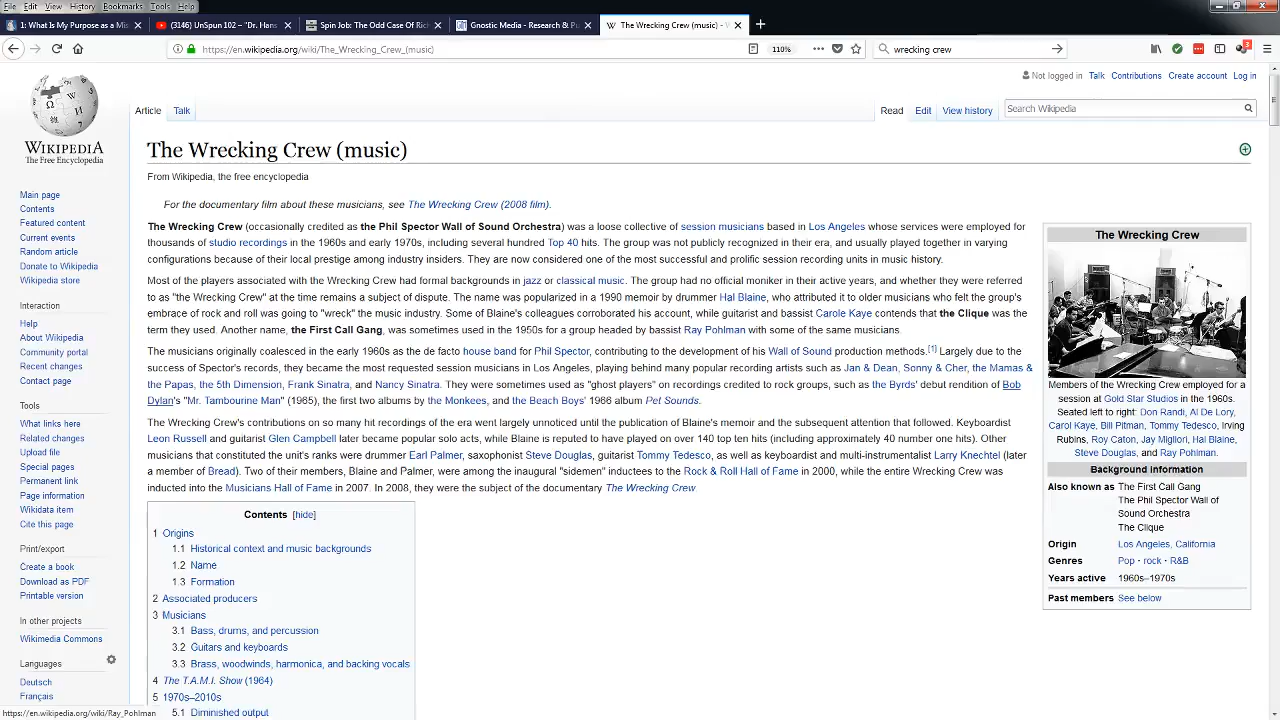 File Edit View History Bookmarks Tools Help
1: What Is My Purpose as a Mis
(3146) UnSpun 102 – "Dr. Hans
Spin Job: The Odd Case Of Rich
Gnostic Media - Research & Pu
The Wrecking Crew (music) -
https://en.wikipedia.org/wiki/The_Wrecking_Crew_(music)
110%
wrecking crew
3
Not logged in Talk Contributions Create account Log in
Article Talk
Read Edit View history
Search Wikipedia
WIKIPEDIA
The Free Encyclopedia
Main page
Contents
Featured content
Current events
Random article
Donate to Wikipedia
Wikipedia store
Interaction
Help
About Wikipedia
Community portal
Recent changes
Contact page
Tools
What links here
Related changes
Upload file
Special pages
Permanent link
Page information
Wikidata item
Cite this page
Print/export
Create a book
Download as PDF
Printable version
In other projects
Wikimedia Commons
Languages
Deutsch
Français
The Wrecking Crew (music)
From Wikipedia, the free encyclopedia
For the documentary film about these musicians, see The Wrecking Crew (2008 film).
The Wrecking Crew (occasionally credited as the Phil Spector Wall of Sound Orchestra) was a loose collective of session musicians based in Los Angeles whose services were employed for
thousands of studio recordings in the 1960s and early 1970s, including several hundred Top 40 hits. The group was not publicly recognized in their era, and usually played together in varying
configurations because of their local prestige among industry insiders. They are now considered one of the most successful and prolific session recording units in music history.
Most of the players associated with the Wrecking Crew had formal backgrounds in jazz or classical music. The group had no official moniker in their active years, and whether they were referred
to as "the Wrecking Crew" at the time remains a subject of dispute. The name was popularized in a 1990 memoir by drummer Hal Blaine, who attributed it to older musicians who felt the group's
embrace of rock and roll was going to "wreck" the music industry. Some of Blaine's colleagues corroborated his account, while guitarist and bassist Carole Kaye contends that the Clique was the
term they used. Another name, the First Call Gang, was sometimes used in the 1950s for a group headed by bassist Ray Pohlman with some of the same musicians.
The musicians originally coalesced in the early 1960s as the de facto house band for Phil Spector, contributing to the development of his Wall of Sound production methods.[1] Largely due to the
success of Spector's records, they became the most requested session musicians in Los Angeles, playing behind many popular recording artists such as Jan & Dean, Sonny & Cher, the Mamas &
the Papas, the 5th Dimension, Frank Sinatra, and Nancy Sinatra. They were sometimes used as "ghost players" on recordings credited to rock groups, such as the Byrds' debut rendition of Bob
Dylan's "Mr. Tambourine Man" (1965), the first two albums by the Monkees, and the Beach Boys' 1966 album Pet Sounds.
The Wrecking Crew's contributions on so many hit recordings of the era went largely unnoticed until the publication of Blaine's memoir and the subsequent attention that followed. Keyboardist
Leon Russell and guitarist Glen Campbell later became popular solo acts, while Blaine is reputed to have played on over 140 top ten hits (including approximately 40 number one hits). Other
musicians that constituted the unit's ranks were drummer Earl Palmer, saxophonist Steve Douglas, guitarist Tommy Tedesco, as well as keyboardist and multi-instrumentalist Larry Knechtel (later
a member of Bread). Two of their members, Blaine and Palmer, were among the inaugural "sidemen" inductees to the Rock & Roll Hall of Fame in 2000, while the entire Wrecking Crew was
inducted into the Musicians Hall of Fame in 2007. In 2008, they were the subject of the documentary The Wrecking Crew.
Contents [hide]
1 Origins
1.1 Historical context and music backgrounds
1.2 Name
1.3 Formation
2 Associated producers
3 Musicians
3.1 Bass, drums, and percussion
3.2 Guitars and keyboards
3.3 Brass, woodwinds, harmonica, and backing vocals
4 The T.A.M.I. Show (1964)
5 1970s–2010s
5.1 Diminished output
The Wrecking Crew
Members of the Wrecking Crew employed for a
session at Gold Star Studios in the 1960s.
Seated left to right: Don Randi, Al De Lory,
Carol Kaye, Bill Pitman, Tommy Tedesco, Irving
Rubins, Roy Caton, Jay Migliori, Hal Blaine,
Steve Douglas, and Ray Pohlman.
Background information
Also known as The First Call Gang
The Phil Spector Wall of
Sound Orchestra
The Clique
Origin Los Angeles, California
Genres Pop · rock · R&B
Years active 1960s–1970s
Past members See below
https://en.wikipedia.org/wiki/Ray_Pohlman